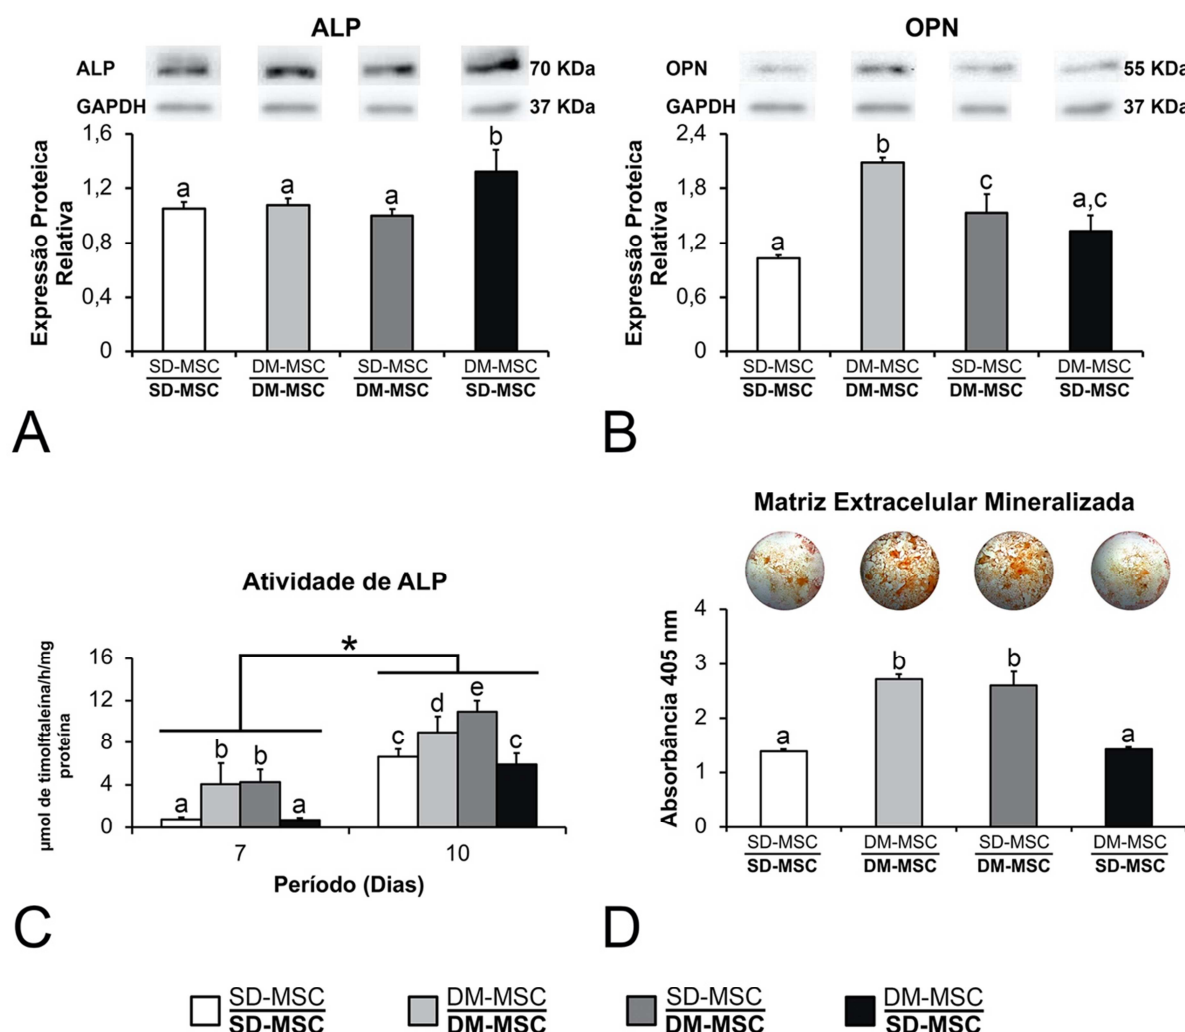 ALP
ALP 70 KDa
GAPDH 37 KDa
Expressão Proteica
Relativa
1,6
1,2
0,8
0,4
0
a a a b
SD-MSC DM-MSC SD-MSC DM-MSC
SD-MSC DM-MSC DM-MSC SD-MSC
A
OPN
OPN 55 KDa
GAPDH 37 KDa
Expressão Proteica
Relativa
2,4
1,8
1,2
0,6
0
a b c a,c
SD-MSC DM-MSC SD-MSC DM-MSC
SD-MSC DM-MSC DM-MSC SD-MSC
B
Atividade de ALP
µmol de timolftaleína/h/mg
proteína
16
12
8
4
0
*
a b b a c d e c
7 10
Período (Dias)
C
Matriz Extracelular Mineralizada
Absorbância 405 nm
4
3
2
1
0
a b b a
SD-MSC DM-MSC SD-MSC DM-MSC
SD-MSC DM-MSC DM-MSC SD-MSC
D
SD-MSC DM-MSC SD-MSC DM-MSC
SD-MSC DM-MSC DM-MSC SD-MSC